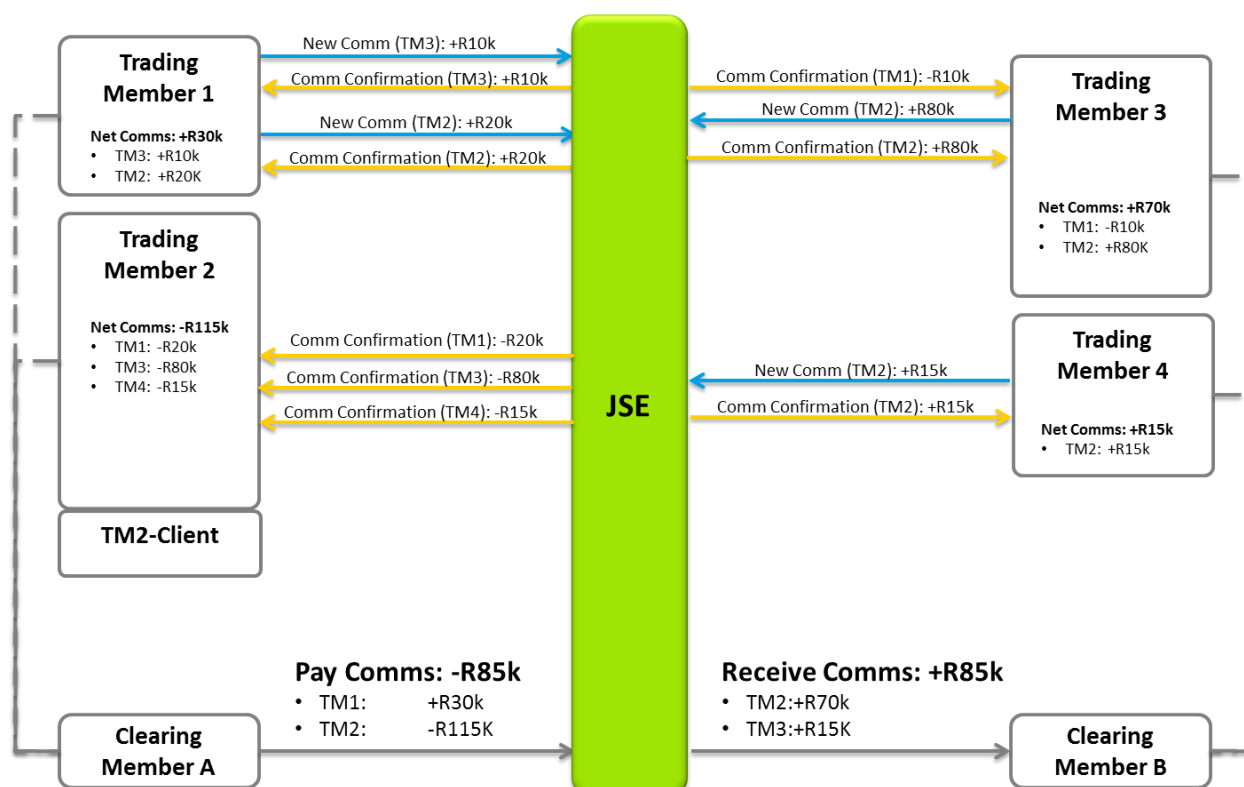 Trading
Member 1
Net Comms: +R30k
• TM3: +R10k
• TM2: +R20K
New Comm (TM3): +R10k
Comm Confirmation (TM3): +R10k
New Comm (TM2): +R20k
Comm Confirmation (TM2): +R20k
Trading
Member 2
Net Comms: -R115k
• TM1: -R20k
• TM3: -R80k
• TM4: -R15k
Comm Confirmation (TM1): -R20k
Comm Confirmation (TM3): -R80k
Comm Confirmation (TM4): -R15k
TM2-Client
JSE
Comm Confirmation (TM1): -R10k
New Comm (TM2): +R80k
Comm Confirmation (TM2): +R80k
Trading
Member 3
Net Comms: +R70k
• TM1: -R10k
• TM2: +R80K
New Comm (TM2): +R15k
Comm Confirmation (TM2): +R15k
Trading
Member 4
Net Comms: +R15k
• TM2: +R15k
Clearing
Member A
Pay Comms: -R85k
• TM1: +R30k
• TM2: -R115K
Receive Comms: +R85k
• TM2:+R70k
• TM3:+R15K
Clearing
Member B